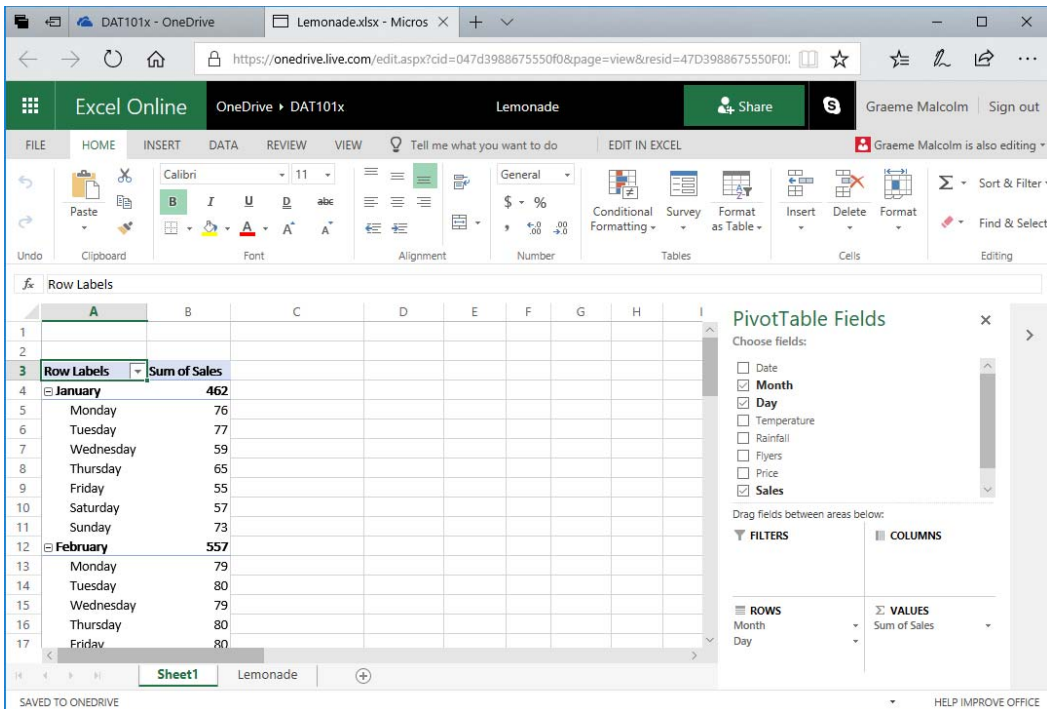 DAT101x - OneDrive
Lemonade.xlsx - Micros
https://onedrive.live.com/edit.aspx?cid=047d3988675550f0&page=view&resid=47D3988675550F0!
Excel Online
OneDrive ▸ DAT101x
Lemonade
Share
Graeme Malcolm
Sign out
FILE HOME INSERT DATA REVIEW VIEW Tell me what you want to do EDIT IN EXCEL Graeme Malcolm is also editing
Calibri 11 General Sort & Filter
Paste B I U D abc $ % Conditional Formatting Survey Format as Table Insert Delete Format
A A A , .0 .00 .00 .0 Find & Select
Undo Clipboard Font Alignment Number Tables Cells Editing
fx Row Labels
A B C D E F G H I
1
2
3 Row Labels Sum of Sales
4 January 462
5 Monday 76
6 Tuesday 77
7 Wednesday 59
8 Thursday 65
9 Friday 55
10 Saturday 57
11 Sunday 73
12 February 557
13 Monday 79
14 Tuesday 80
15 Wednesday 79
16 Thursday 80
17 Friday 80
PivotTable Fields
Choose fields:
Date
Month
Day
Temperature
Rainfall
Flyers
Price
Sales
Drag fields between areas below:
FILTERS COLUMNS
ROWS Σ VALUES
Month Sum of Sales
Day
Sheet1 Lemonade
SAVED TO ONEDRIVE HELP IMPROVE OFFICE